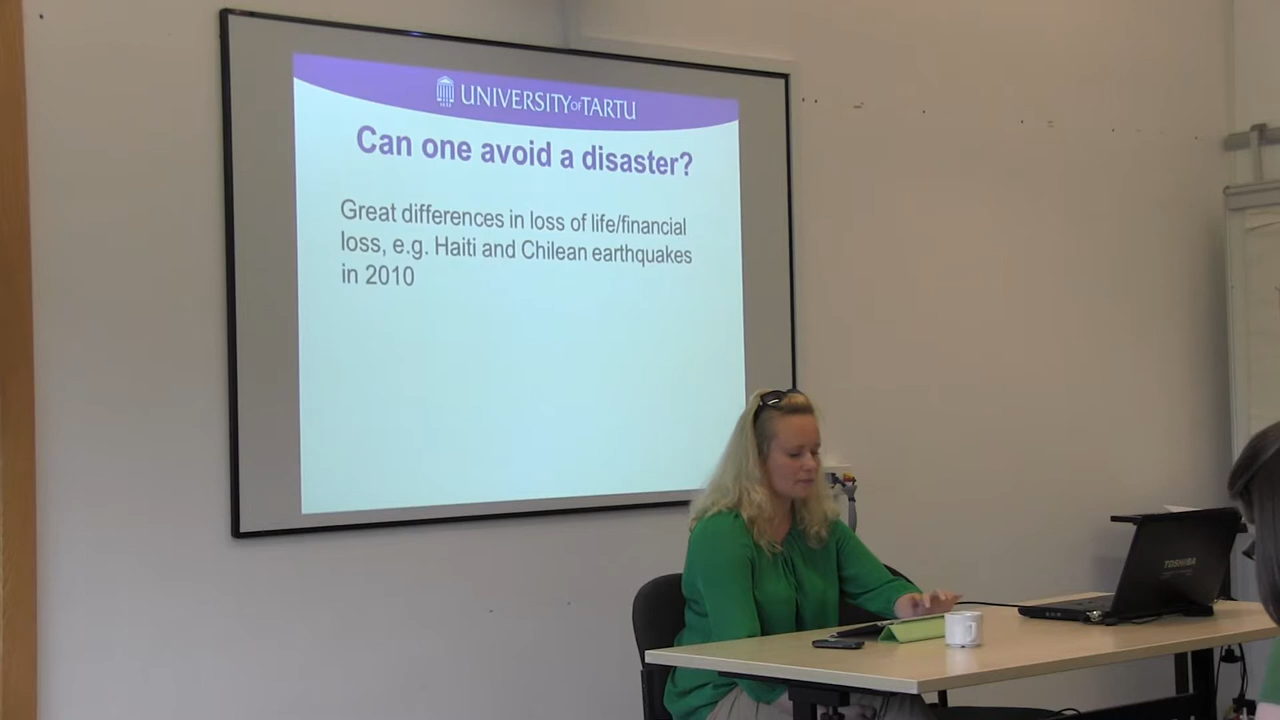 UNIVERSITY OF TARTU
Can one avoid a disaster?
Great differences in loss of life/financial
loss, e.g. Haiti and Chilean earthquakes
in 2010
TOSHIBA